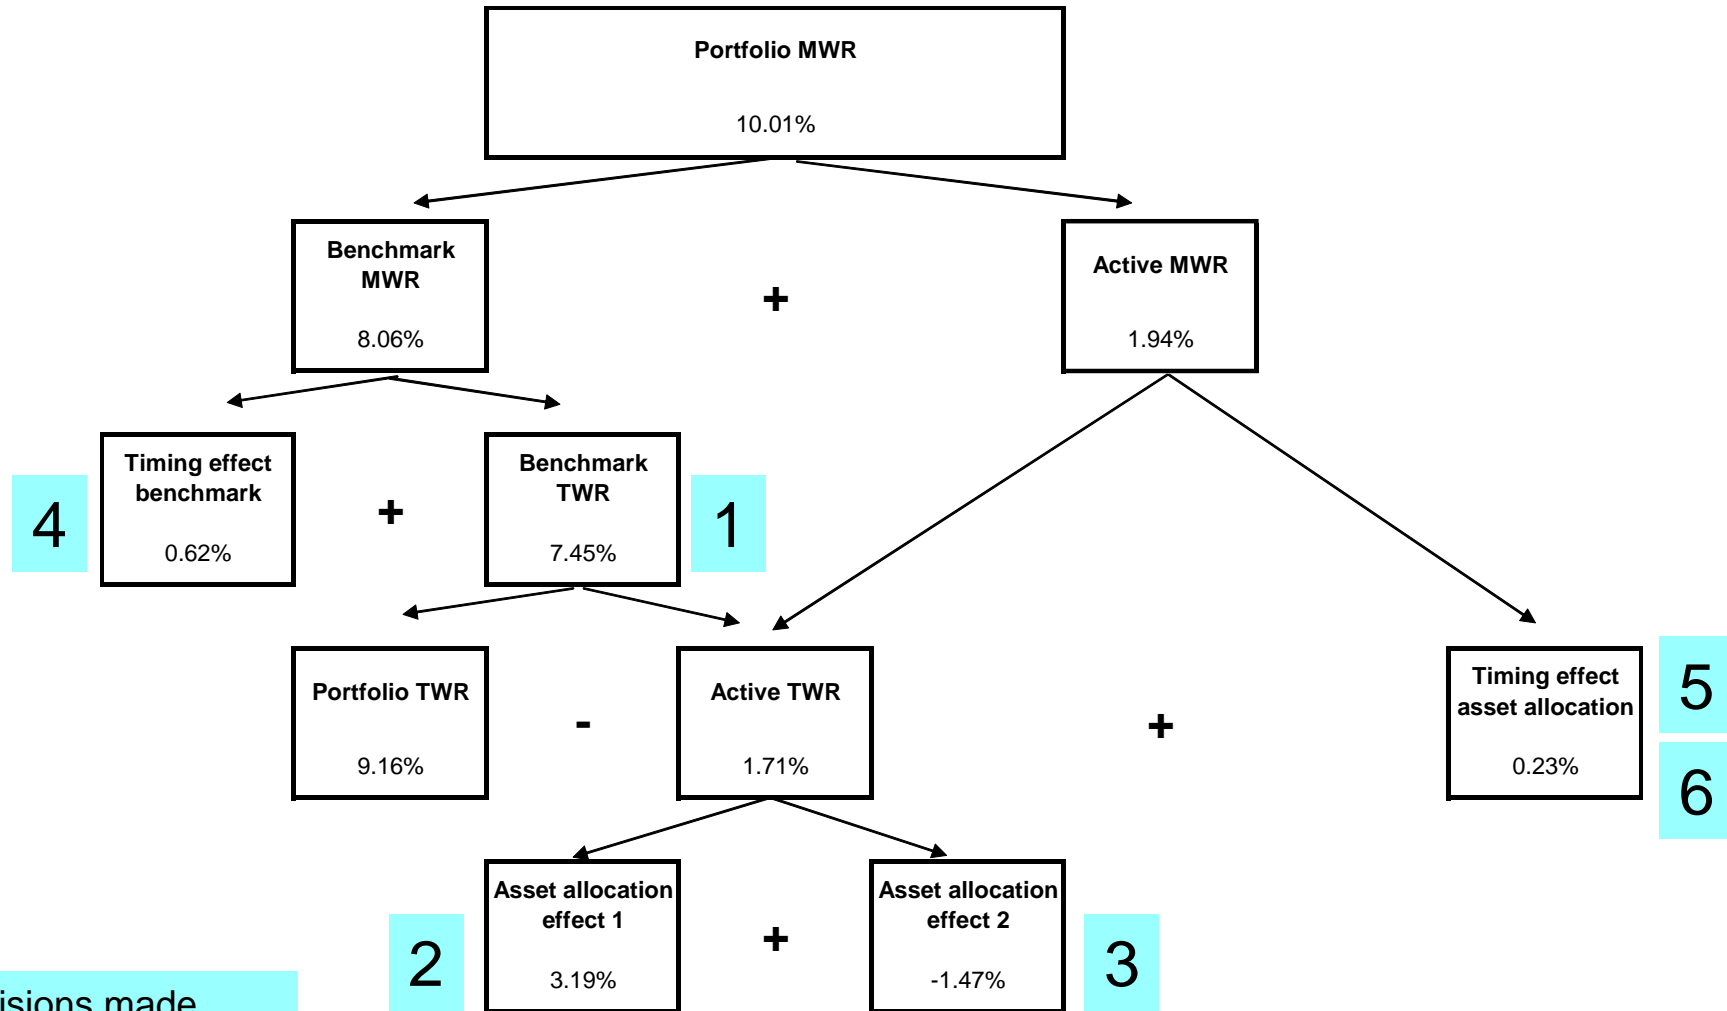 Portfolio MWR
10.01%
Benchmark
MWR
8.06%
+
Active MWR
1.94%
4
Timing effect
benchmark
0.62%
+
Benchmark
TWR
7.45%
1
Portfolio TWR
9.16%
-
Active TWR
1.71%
+
Timing effect
asset allocation
0.23%
5
6
2
Asset allocation
effect 1
3.19%
+
Asset allocation
effect 2
-1.47%
3
made